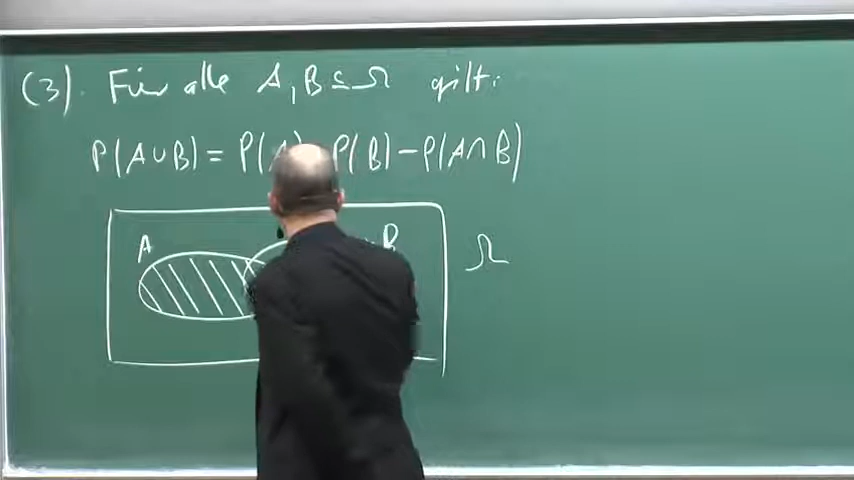 (3). Für alle A, B ⊆ Ω gilt:
P(A ∪ B) = P(A) P(B) - P(A ∩ B)
A B Ω